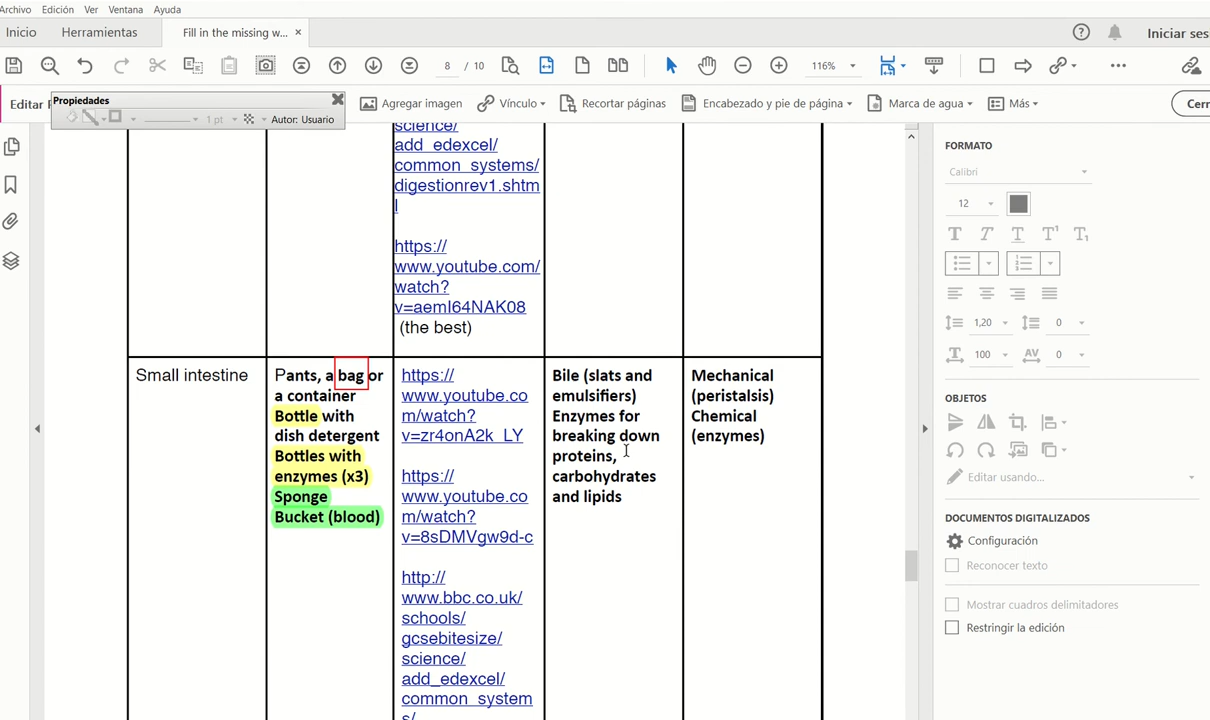 Archivo Edición Ver Ventana Ayuda
Inicio Herramientas Fill in the missing w... × Iniciar ses
8 / 10 116%
Editar Propiedades Agregar imagen Vínculo Recortar páginas Encabezado y pie de página Marca de agua Más Cerr
1 pt Autor: Usuario
science/
add_edexcel/
common_systems/
digestionrev1.shtm
l
https://
www.youtube.com/
watch?
v=aemI64NAK08
(the best)
Small intestine
Pants, a bag or
a container
Bottle with
dish detergent
Bottles with
enzymes (x3)
Sponge
Bucket (blood)
https://
www.youtube.co
m/watch?
v=zr4onA2k_LY
https://
www.youtube.co
m/watch?
v=8sDMVgw9d-c
http://
www.bbc.co.uk/
schools/
gcsebitesize/
science/
add_edexcel/
common_system
s/
Bile (slats and
emulsifiers)
Enzymes for
breaking down
proteins,
carbohydrates
and lipids
Mechanical
(peristalsis)
Chemical
(enzymes)
FORMATO
Calibri
12
T T T T¹ T₁
1,20 0
100 AV 0
OBJETOS
Editar usando...
DOCUMENTOS DIGITALIZADOS
Configuración
Reconocer texto
Mostrar cuadros delimitadores
Restringir la edición